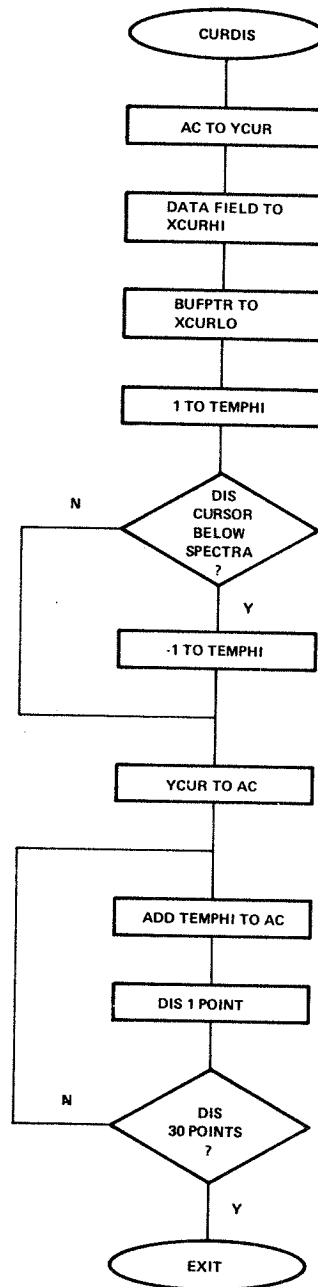 CURDIS
AC TO YCUR
DATA FIELD TO
XCURHI
BUFPTR TO
XCURLO
1 TO TEMPHI
DIS
CURSOR
BELOW
SPECTRA
?
N
Y
-1 TO TEMPHI
YCUR TO AC
ADD TEMPHI TO AC
DIS 1 POINT
DIS
30 POINTS
?
N
Y
EXIT